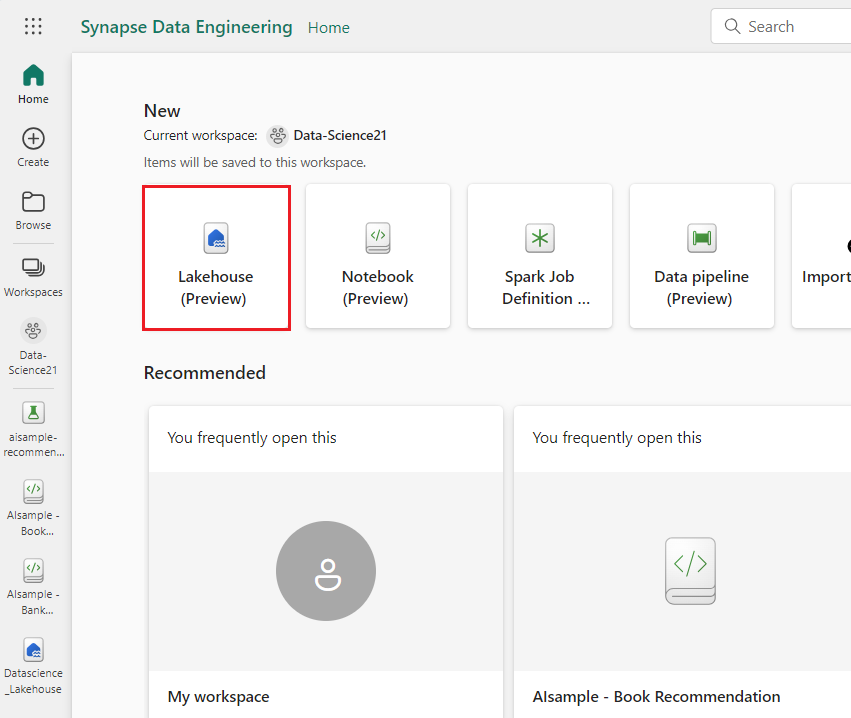 Synapse Data Engineering Home
Search
Home
Create
Browse
Workspaces
Data-
Science21
aisample-
recommen...
AIsample -
Book...
AIsample -
Bank...
Datascience
_Lakehouse
New
Current workspace: Data-Science21
Items will be saved to this workspace.
Lakehouse
(Preview)
Notebook
(Preview)
Spark Job
Definition ...
Data pipeline
(Preview)
Import
Recommended
You frequently open this
My workspace
You frequently open this
</>
AIsample - Book Recommendation